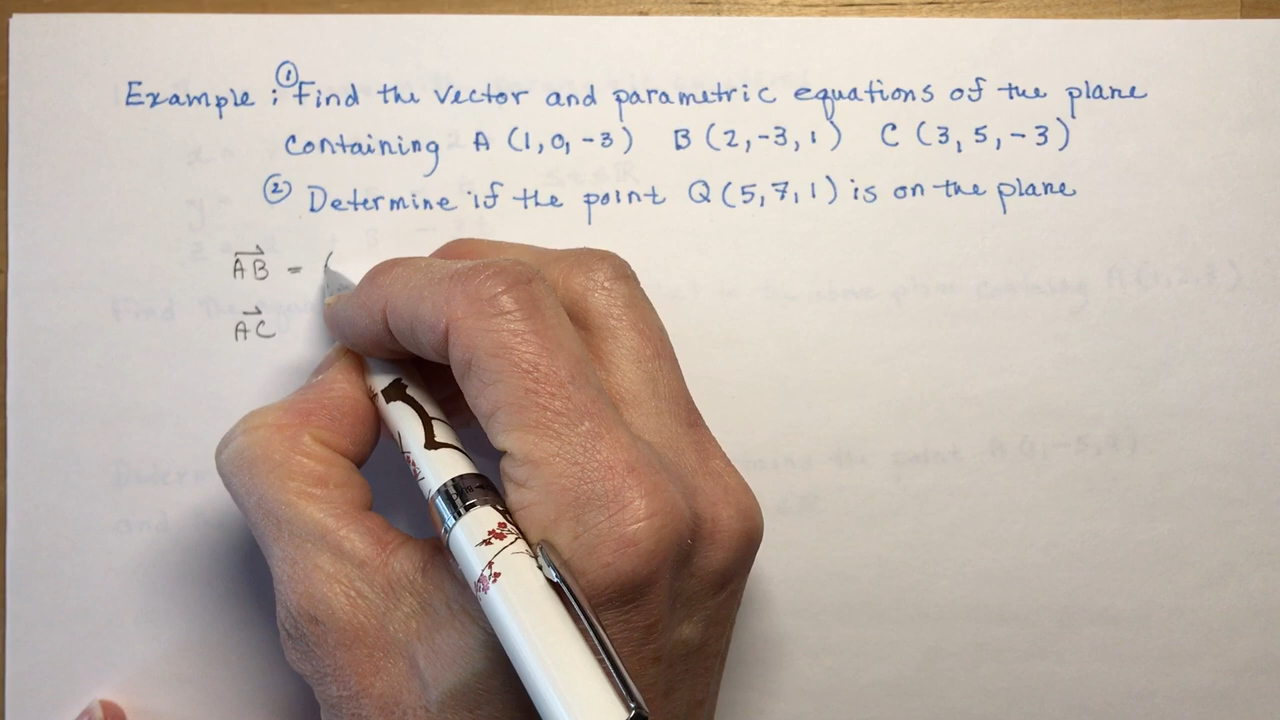 Example : ① Find the vector and parametric equations of the plane
containing A (1, 0, -3) B (2, -3, 1) C (3, 5, -3)
② Determine if the point Q (5, 7, 1) is on the plane
AB = (
AC